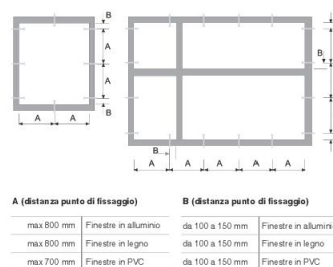 B
B
A
A
A
B
A
A
B
A
A
A
A
A
A (distanza punto di fissaggio)
max 800 mm Finestre in alluminio
max 800 mm Finestre in legno
max 700 mm Finestre in PVC
B (distanza punto di fissaggio)
da 100 a 150 mm Finestre in allumini
da 100 a 150 mm Finestre in legno
da 100 a 150 mm Finestre in PVC